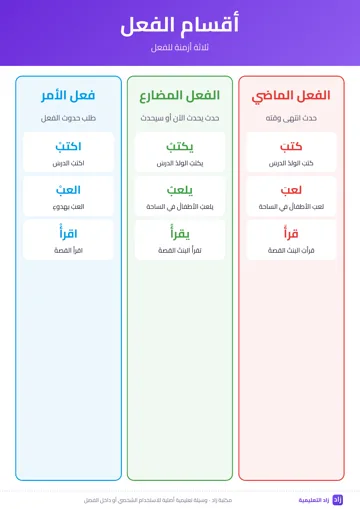 أقسام الفعل
ثلاثة أزمنة للفعل
الفعل الماضي
حدث انتهى وقته
كتبَ
كتبَ الولدُ الدرسَ
لعبَ
لعبَ الأطفالُ في الساحة
قرأَ
قرأت البنتُ القصةَ
الفعل المضارع
حدث يحدث الآن أو سيحدث
يكتبُ
يكتبُ الولدُ الدرسَ
يلعبُ
يلعبُ الأطفالُ في الساحة
يقرأُ
تقرأُ البنتُ القصةَ
فعل الأمر
طلب حدوث الفعل
اكتبْ
اكتبْ الدرسَ
العبْ
العبْ بهدوءٍ
اقرأْ
اقرأْ القصةَ
زاد زاد التعليمية
مكتبة زاد - وسيلة تعليمية أصلية للاستخدام الشخصي أو داخل الفصل